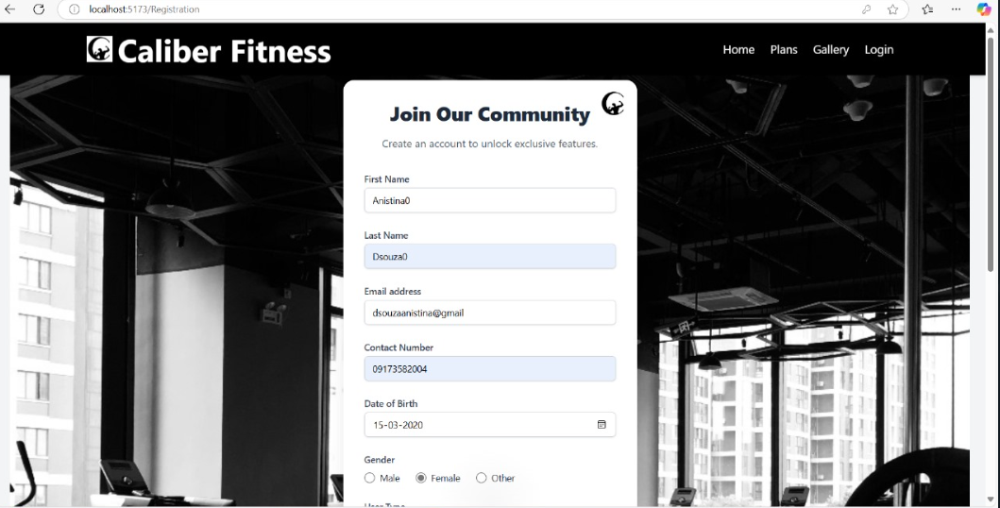 localhost:5173/Registration
Caliber Fitness
Home Plans Gallery Login
Join Our Community
Create an account to unlock exclusive features.
First Name
Anistina0
Last Name
Dsouza0
Email address
dsouzaanistina@gmail
Contact Number
09173582004
Date of Birth
15-03-2020
Gender
Male Female Other
User Type